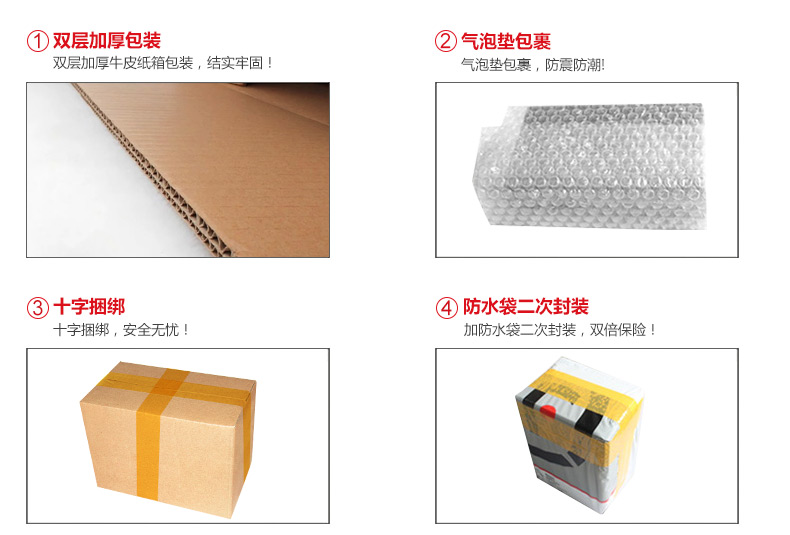 ① 双层加厚包装
双层加厚牛皮纸箱包装，结实牢固！
② 气泡垫包裹
气泡垫包裹，防震防潮!
③ 十字捆绑
十字捆绑，安全无忧！
④ 防水袋二次封装
加防水袋二次封装，双倍保险！